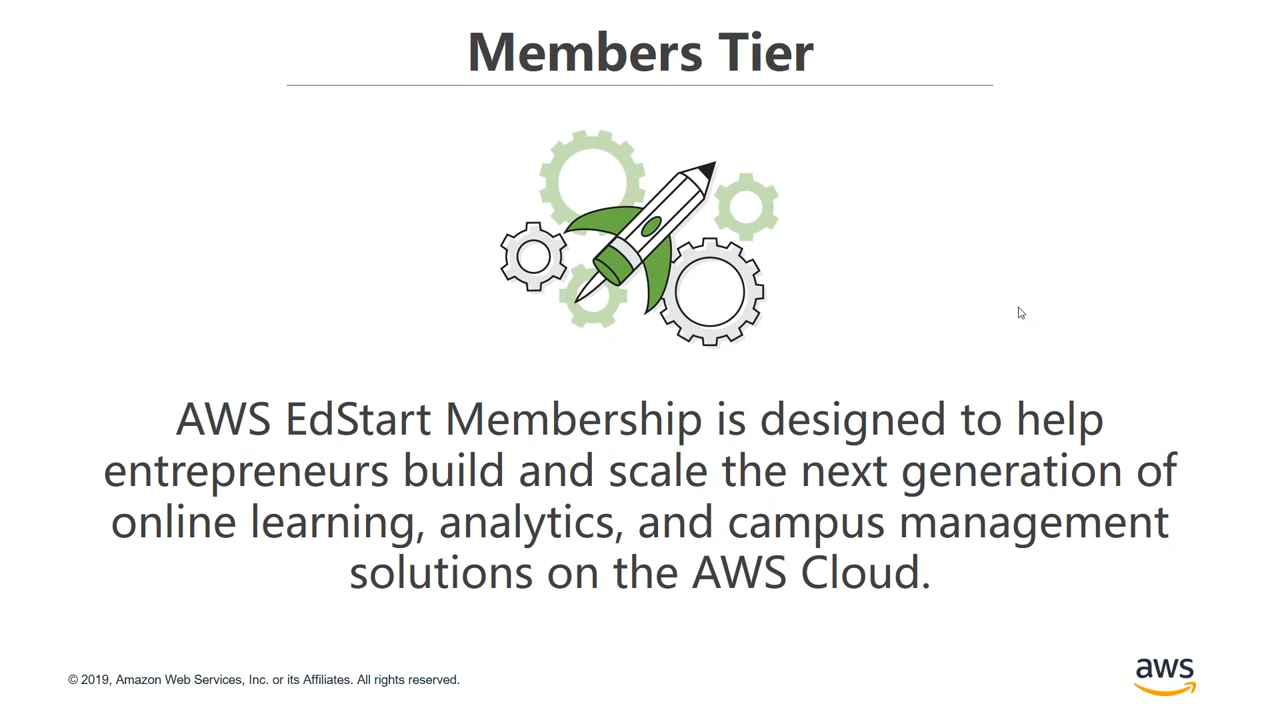 Members Tier
AWS EdStart Membership is designed to help
entrepreneurs build and scale the next generation of
online learning, analytics, and campus management
solutions on the AWS Cloud.
© 2019, Amazon Web Services, Inc. or its Affiliates. All rights reserved.
aws